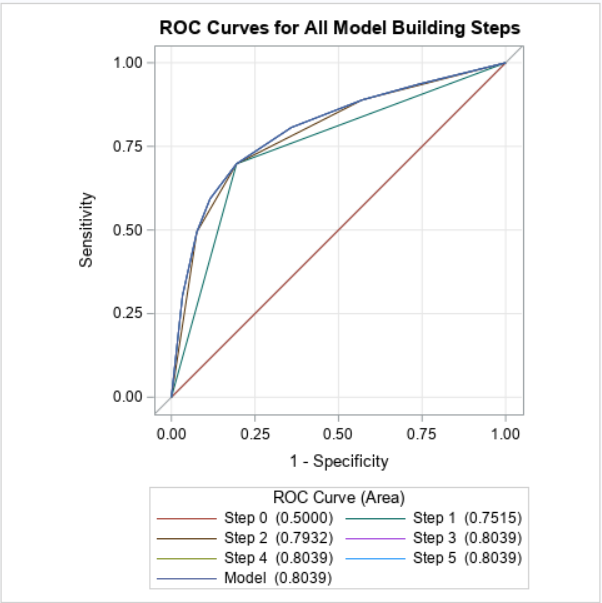 ROC Curves for All Model Building Steps
1.00
0.75
0.50
0.25
0.00
Sensitivity
0.00 0.25 0.50 0.75 1.00
1 - Specificity
ROC Curve (Area)
Step 0 (0.5000) Step 1 (0.7515)
Step 2 (0.7932) Step 3 (0.8039)
Step 4 (0.8039) Step 5 (0.8039)
Model (0.8039)